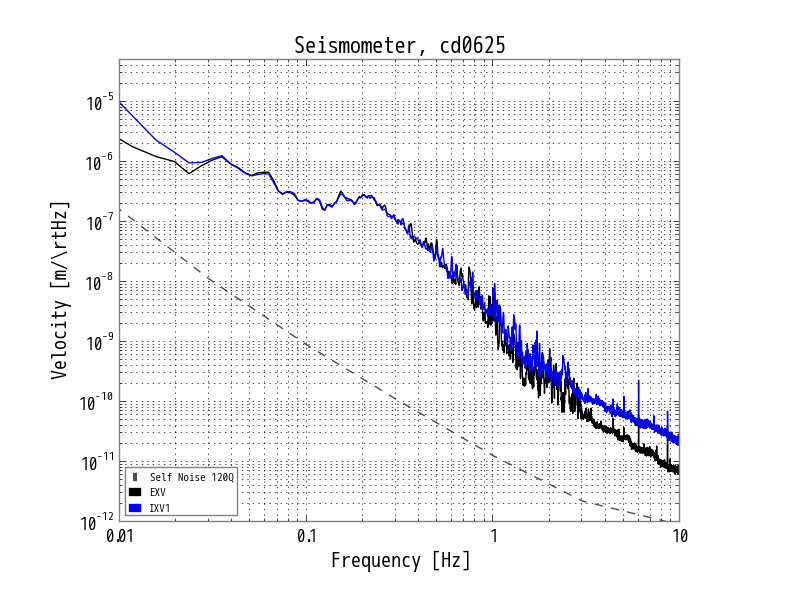 Seismometer, cd0625
Velocity [m/\rtHz]
10-5
10-6
10-7
10-8
10-9
10-10
10-11
10-12
Self Noise 120Q
EXV
IXV1
0.01 0.1 1 10
Frequency [Hz]